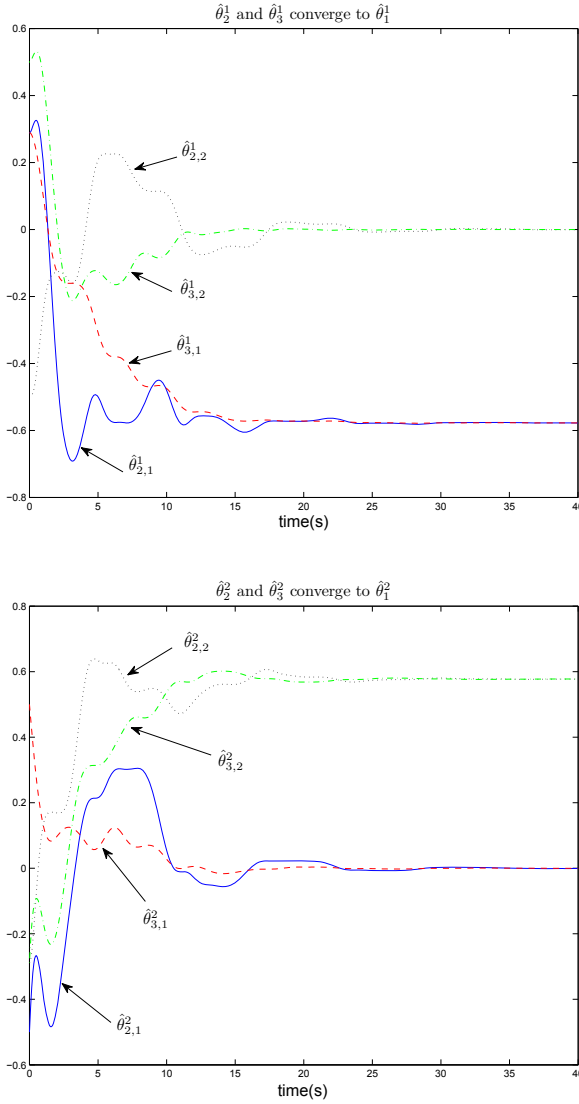 θ̂₂¹ and θ̂₃¹ converge to θ̂₁¹
0.6
0.4
0.2
0
−0.2
−0.4
−0.6
−0.8
θ̂¹₂,₂
θ̂¹₃,₂
θ̂¹₃,₁
θ̂¹₂,₁
0 5 10 15 20 25 30 35 40
time(s)
θ̂₂² and θ̂₃² converge to θ̂₁²
0.8
0.6
0.4
0.2
0
−0.2
−0.4
−0.6
θ̂²₂,₂
θ̂²₃,₂
θ̂²₃,₁
θ̂²₂,₁
0 5 10 15 20 25 30 35 40
time(s)